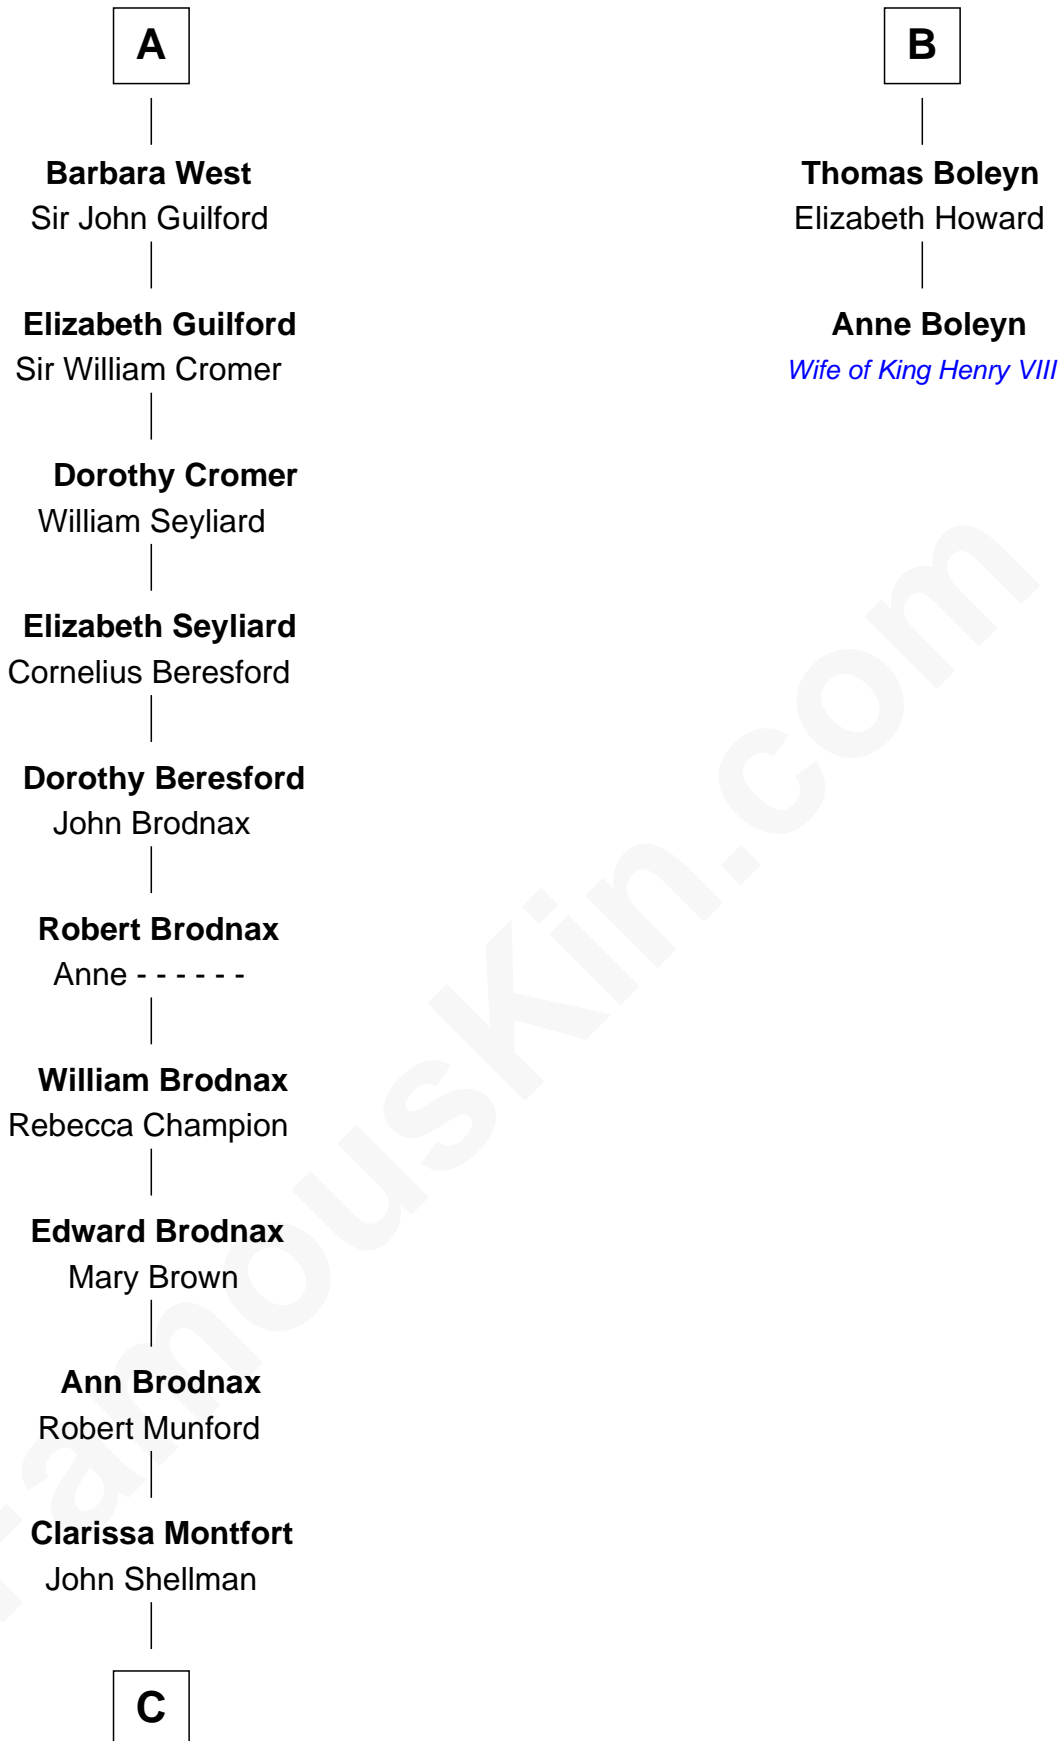 A
Barbara West
Sir John Guilford
Elizabeth Guilford
Sir William Cromer
Dorothy Cromer
William Seyliard
Elizabeth Seyliard
Cornelius Beresford
Dorothy Beresford
John Brodnax
Robert Brodnax
Anne - - - - - -
William Brodnax
Rebecca Champion
Edward Brodnax
Mary Brown
Ann Brodnax
Robert Munford
Clarissa Montfort
John Shellman
C
B
Thomas Boleyn
Elizabeth Howard
Anne Boleyn
Wife of King Henry VIII
FamousKin.com